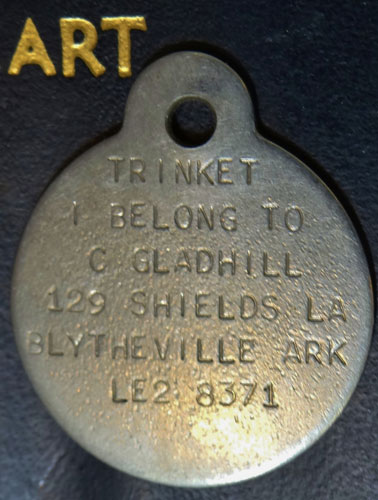 ART
TRINKET
I BELONG TO
C GLADHILL
129 SHIELDS LA
BLYTHEVILLE ARK
LE2 8371